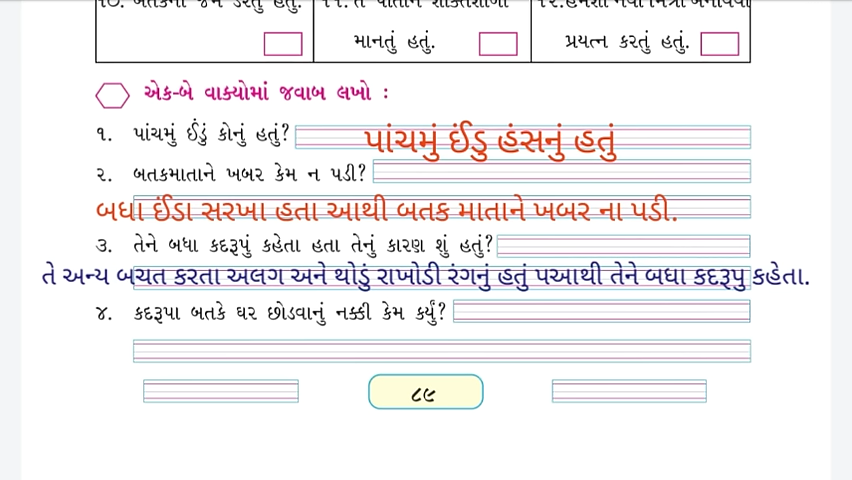 માનતું હતું.
પ્રયત્ન કરતું હતું.
એક-બે વાક્યોમાં જવાબ લખો :
૧. પાંચમું ઈંડું કોનું હતું? પાંચમું ઈંડુ હંસનું હતું
૨. બતકમાતાને ખબર કેમ ન પડી?
બધા ઈંડા સરખા હતા આથી બતક માતાને ખબર ના પડી.
૩. તેને બધા કદરૂપું કહેતા હતા તેનું કારણ શું હતું?
તે અન્ય બચત કરતા અલગ અને થોડું રાખોડી રંગનું હતું પઆથી તેને બધા કદરૂપુ કહેતા.
૪. કદરૂપા બતકે ઘર છોડવાનું નક્કી કેમ કર્યું?
૮૯